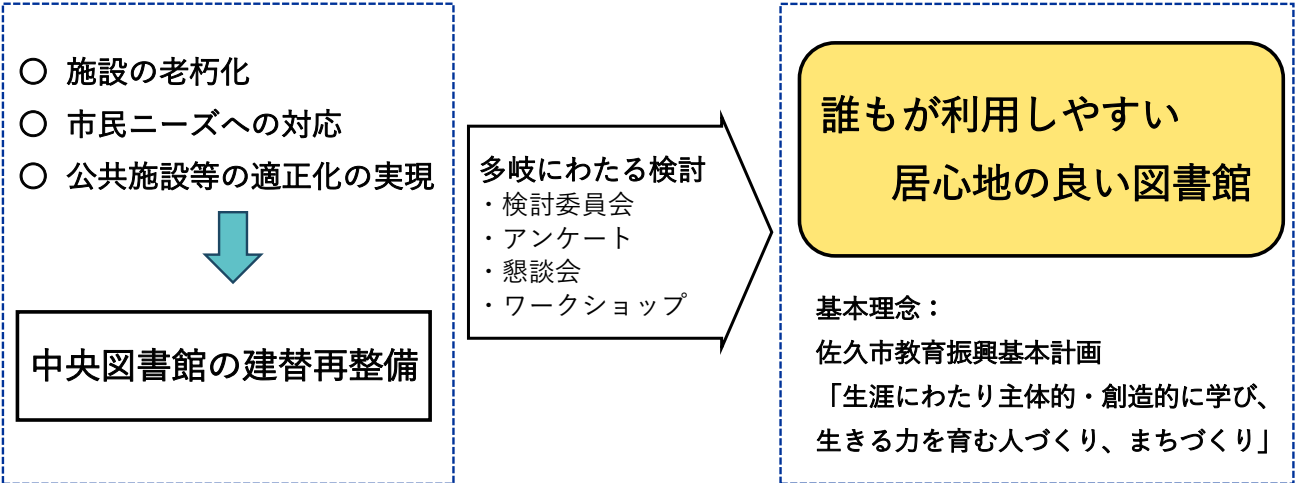 ○ 施設の老朽化
○ 市民ニーズへの対応
○ 公共施設等の適正化の実現
中央図書館の建替再整備
多岐にわたる検討
・検討委員会
・アンケート
・懇談会
・ワークショップ
誰もが利用しやすい
居心地の良い図書館
基本理念：
佐久市教育振興基本計画
「生涯にわたり主体的・創造的に学び、
生きる力を育む人づくり、まちづくり」